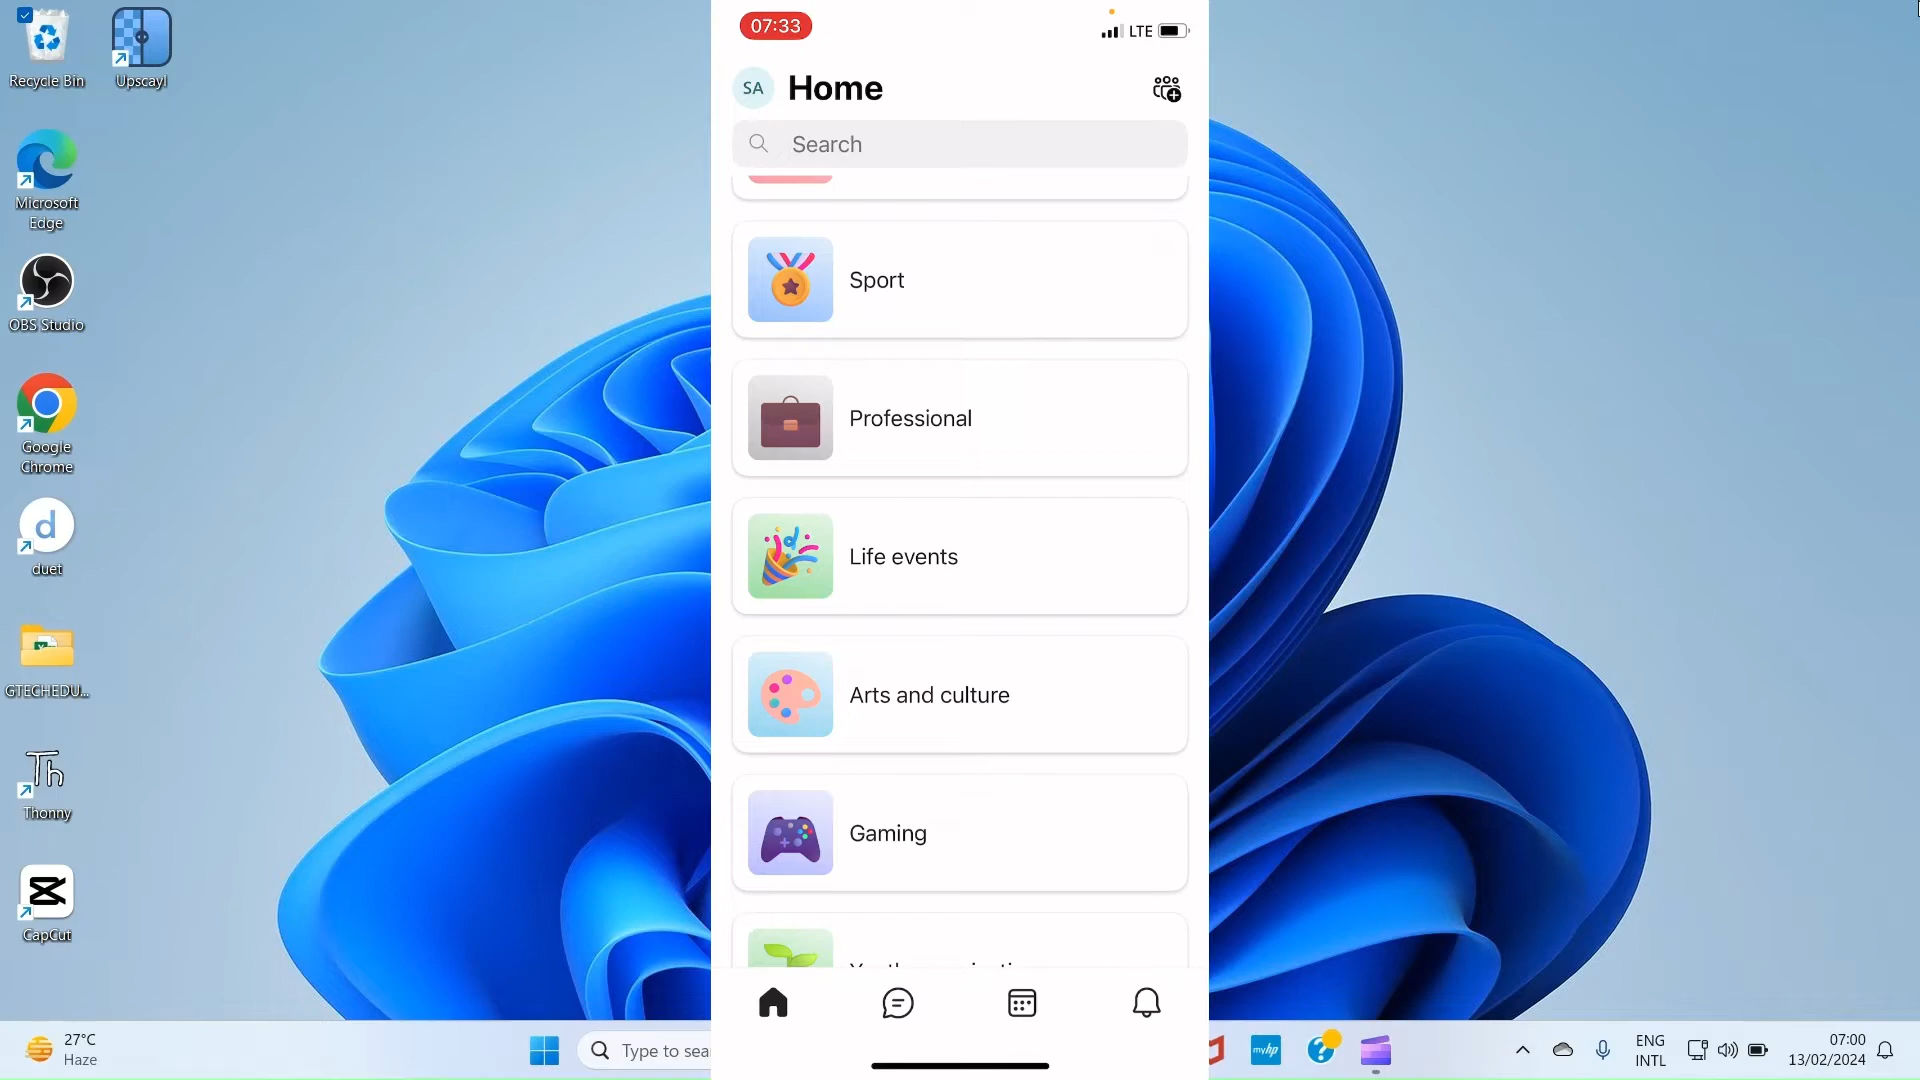 Recycle Bin
Upscayl
Microsoft
Edge
OBS Studio
Google
Chrome
d
duet
GTECHEDU...
Th
Thonny
CapCut
07:33
LTE
SA
Home
Search
Sport
Professional
Life events
Arts and culture
Gaming
27°C
Haze
Type to sea
myhp
ENG
INTL
07:00
13/02/2024